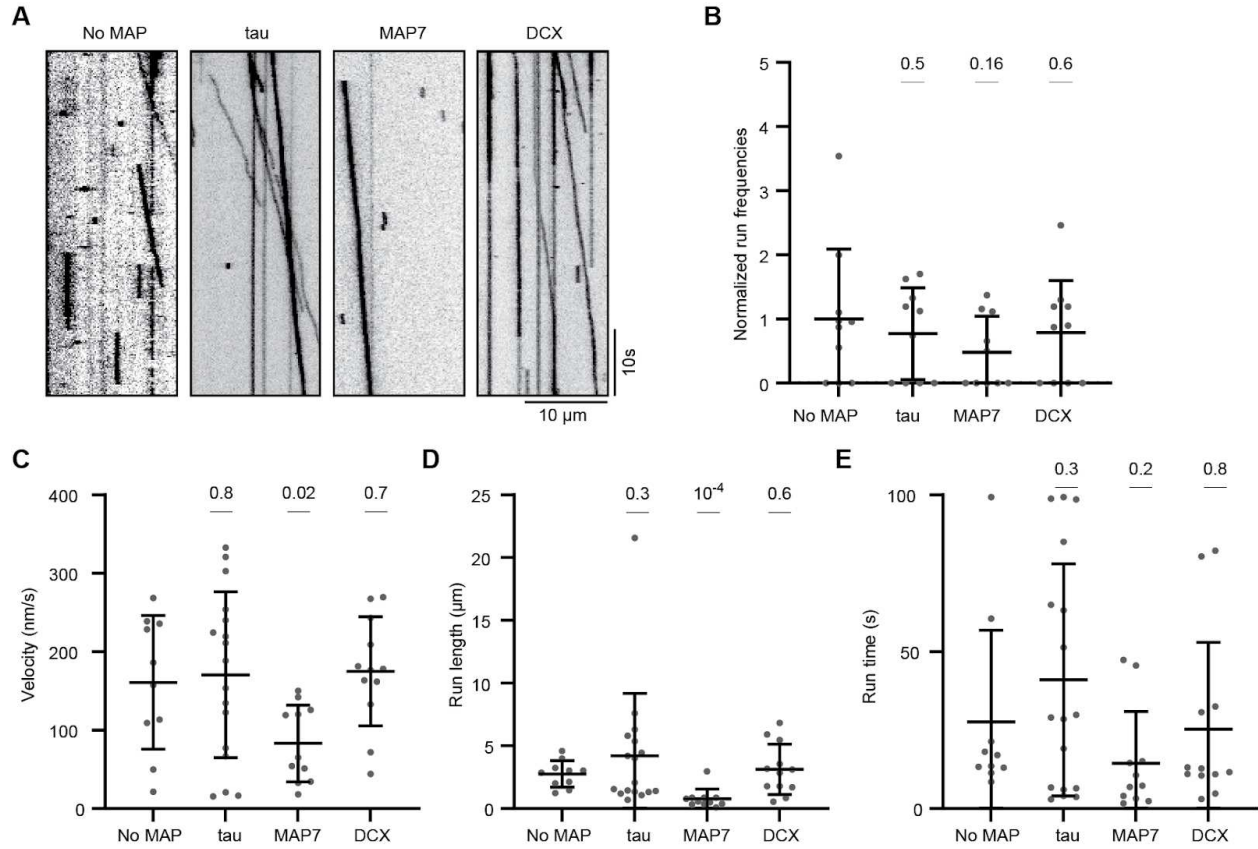 A
No MAP
tau
MAP7
DCX
10s
10 µm
B
Normalized run frequencies
5
4
3
2
1
0
0.5
0.16
0.6
No MAP
tau
MAP7
DCX
C
Velocity (nm/s)
400
300
200
100
0
0.8
0.02
0.7
No MAP
tau
MAP7
DCX
D
Run length (µm)
25
20
15
10
5
0
0.3
10⁻⁴
0.6
No MAP
tau
MAP7
DCX
E
Run time (s)
100
50
0
0.3
0.2
0.8
No MAP
tau
MAP7
DCX